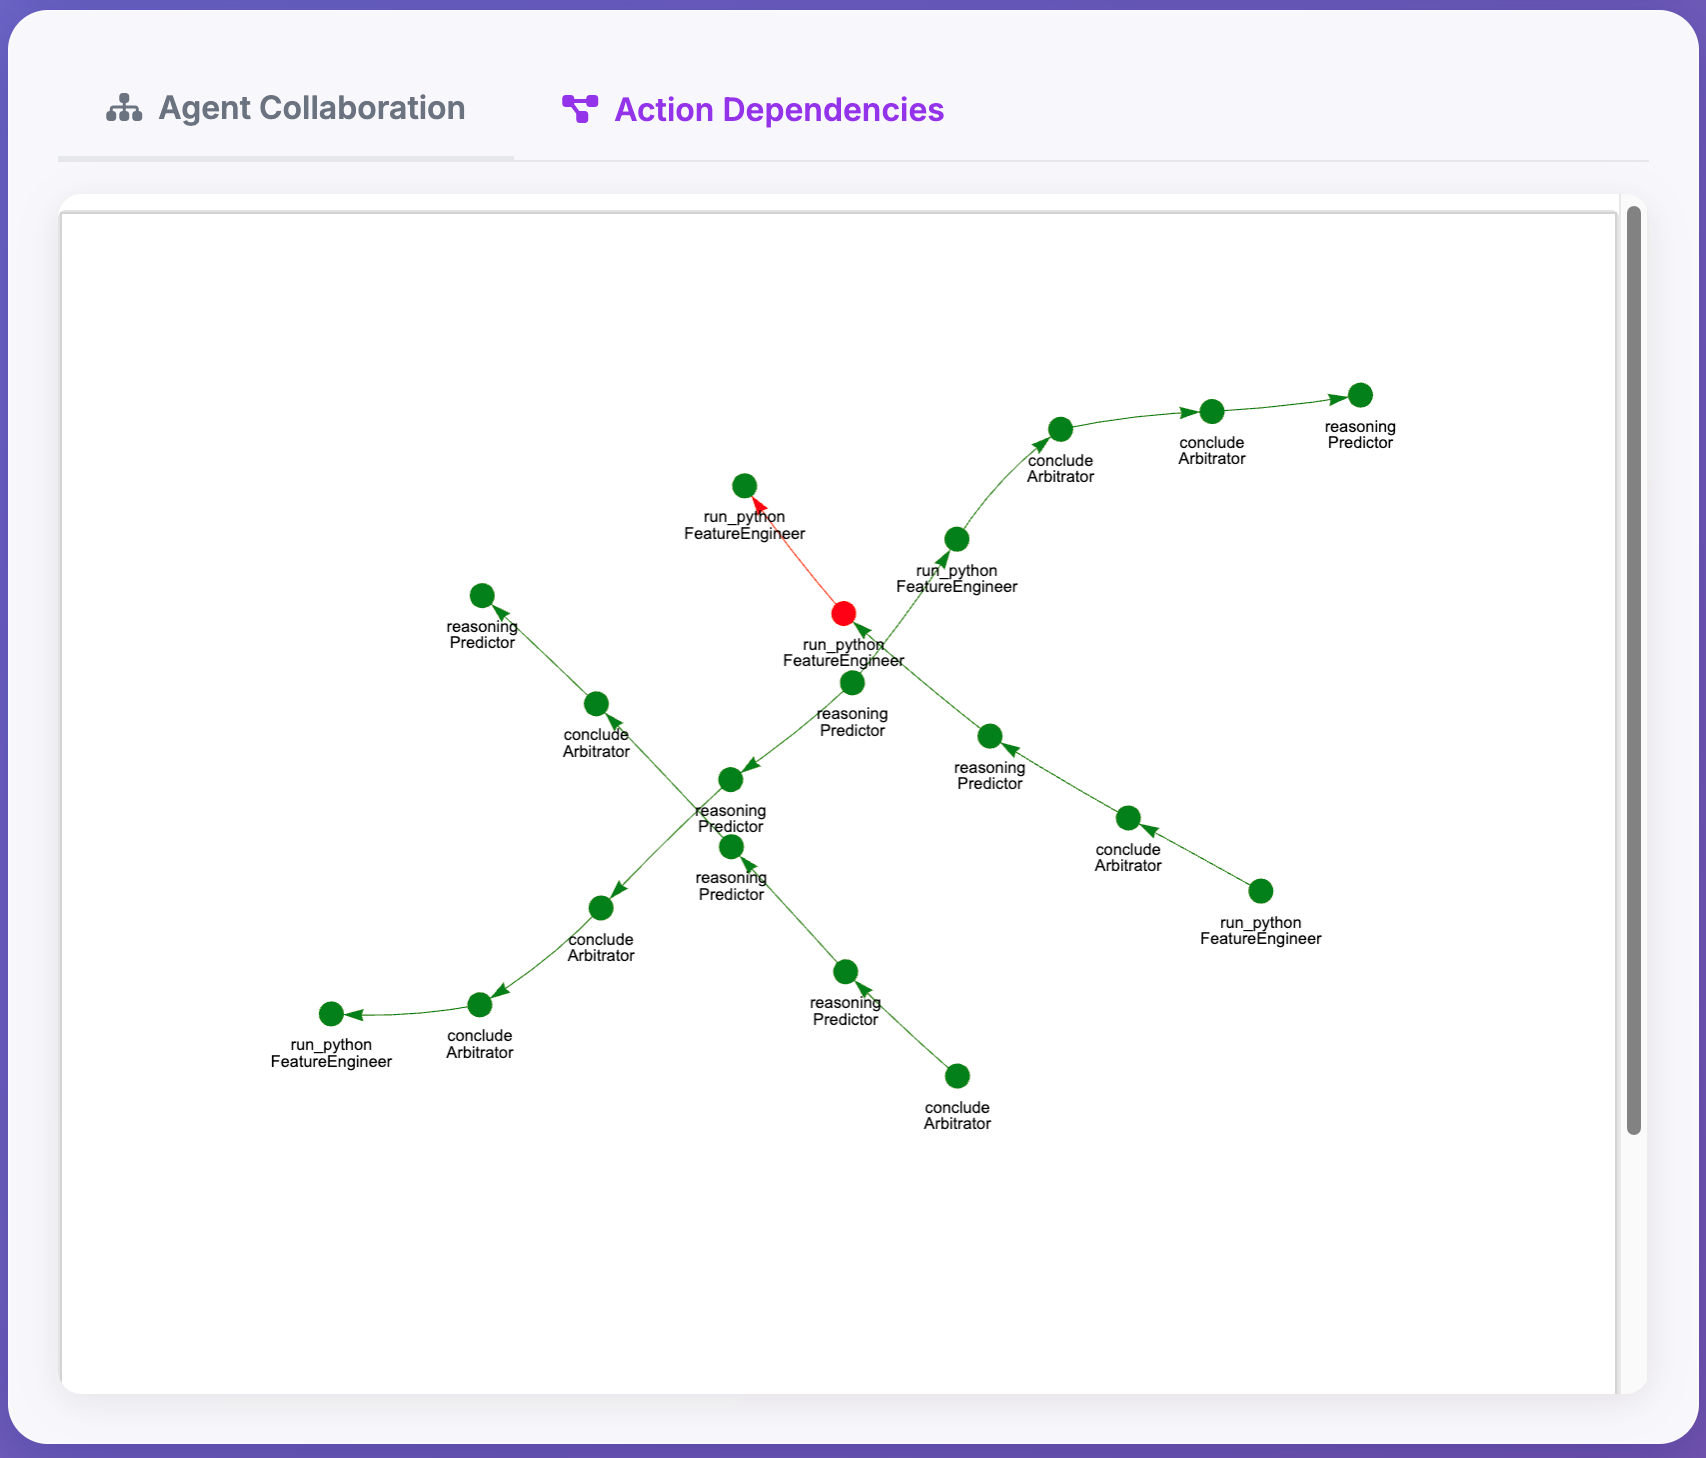 Agent Collaboration
Action Dependencies
reasoning
Predictor
conclude
Arbitrator
conclude
Arbitrator
run_python
FeatureEngineer
run_python
FeatureEngineer
reasoning
Predictor
run_python
FeatureEngineer
reasoning
Predictor
conclude
Arbitrator
reasoning
Predictor
reasoning
Predictor
conclude
Arbitrator
reasoning
Predictor
run_python
FeatureEngineer
conclude
Arbitrator
reasoning
Predictor
conclude
Arbitrator
run_python
FeatureEngineer
conclude
Arbitrator